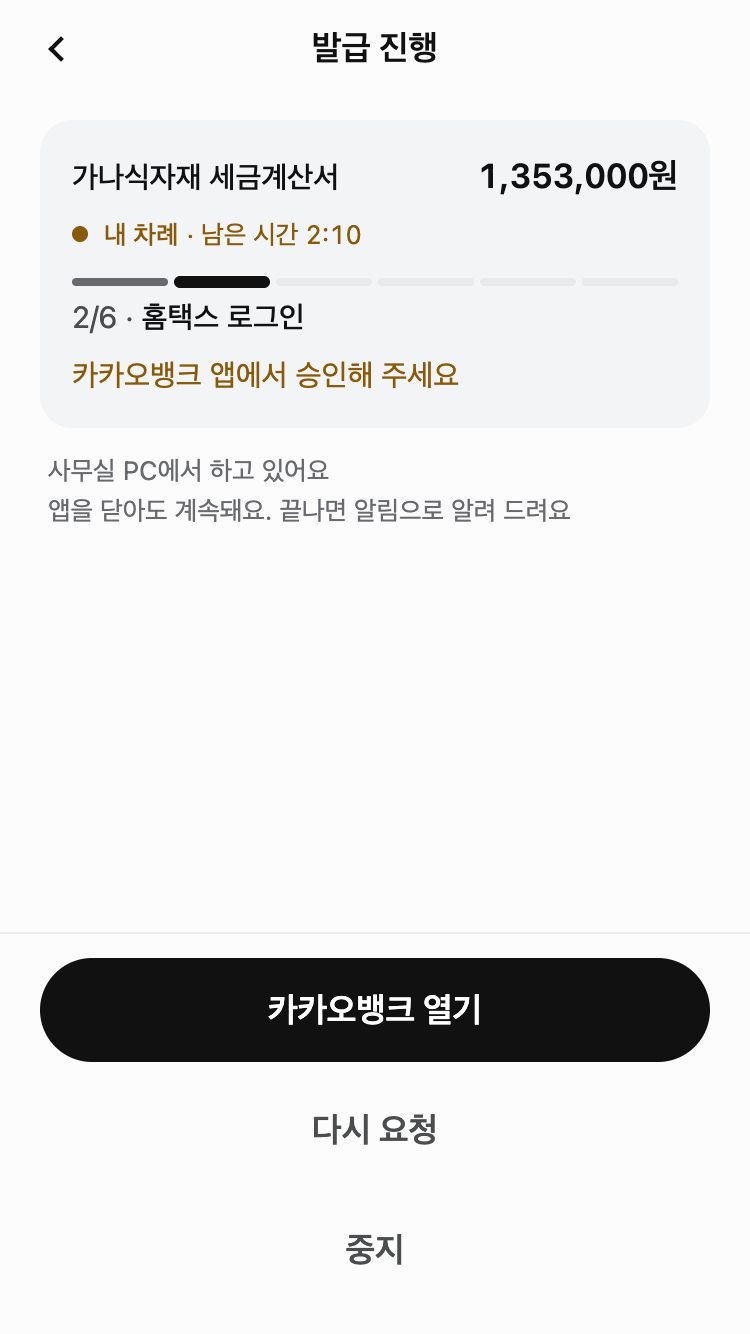 발급 진행
가나식자재 세금계산서 1,353,000원
내 차례 · 남은 시간 2:10
2/6 · 홈택스 로그인
카카오뱅크 앱에서 승인해 주세요
사무실 PC에서 하고 있어요
앱을 닫아도 계속돼요. 끝나면 알림으로 알려 드려요
카카오뱅크 열기
다시 요청
중지